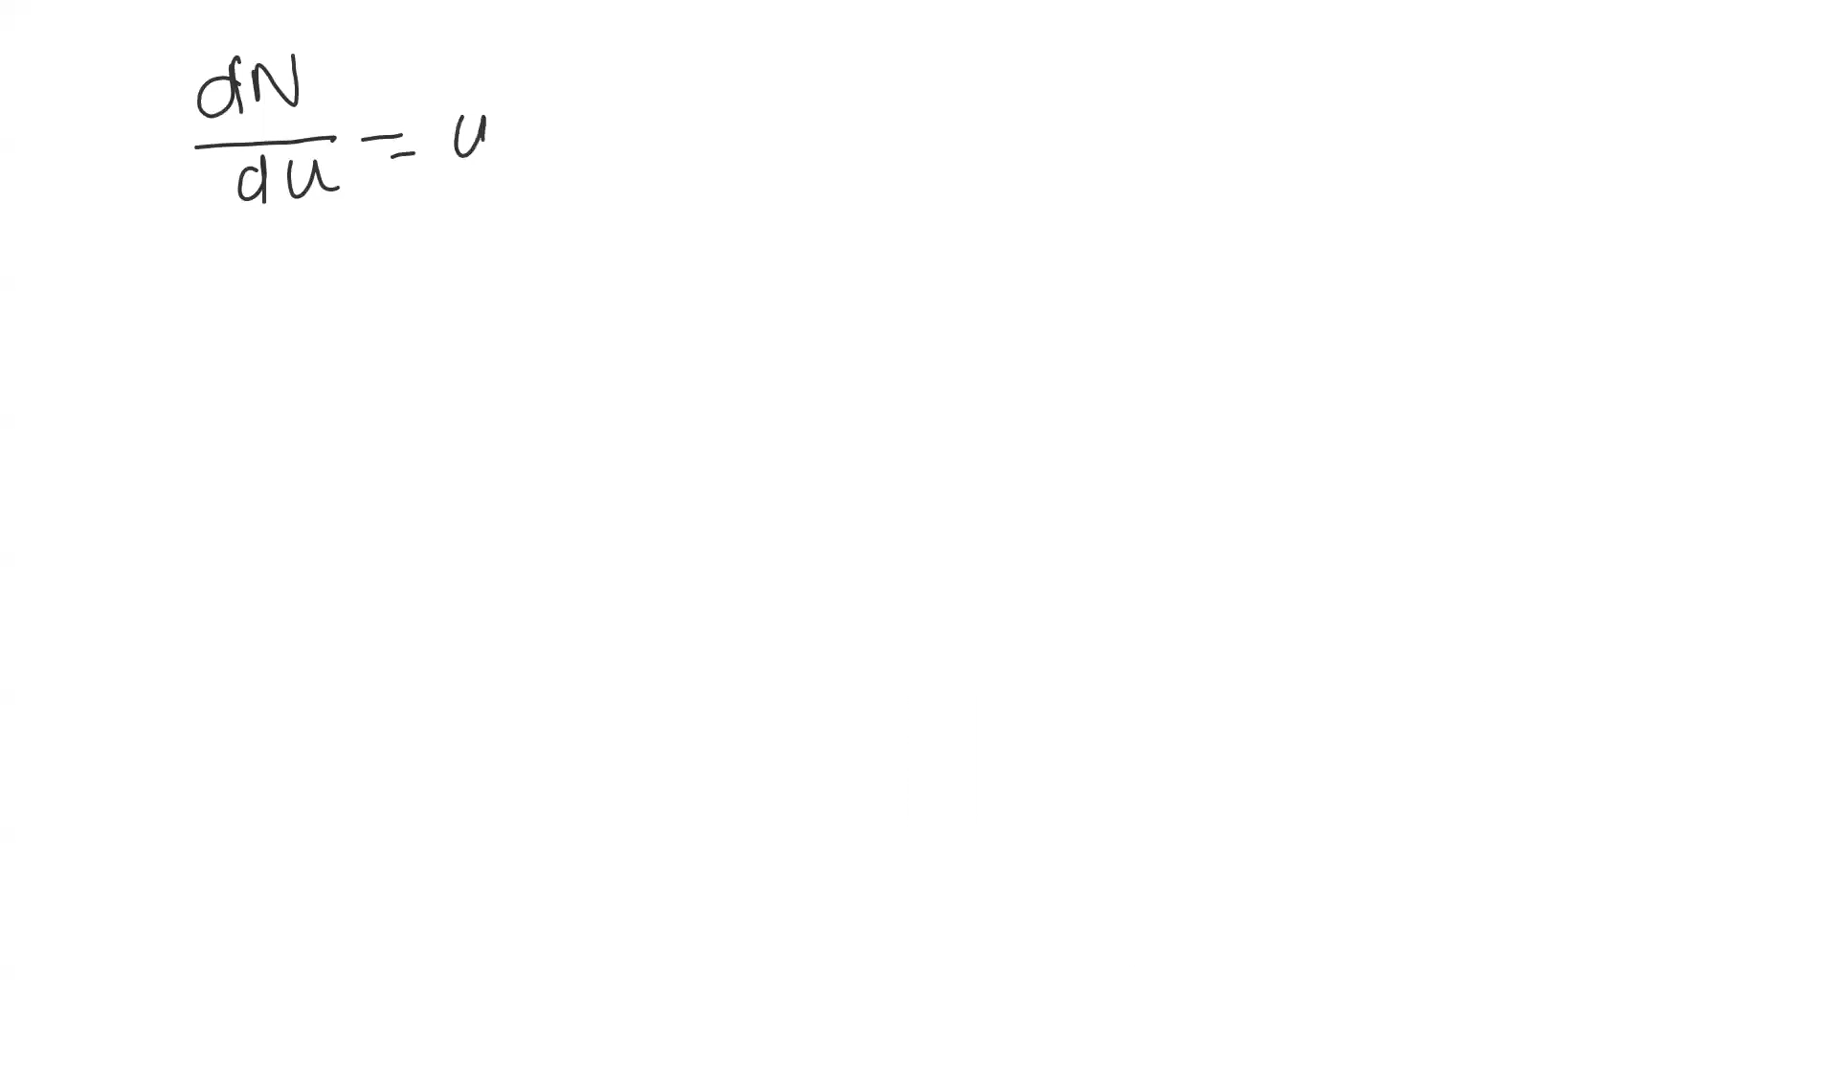 dN/du = u